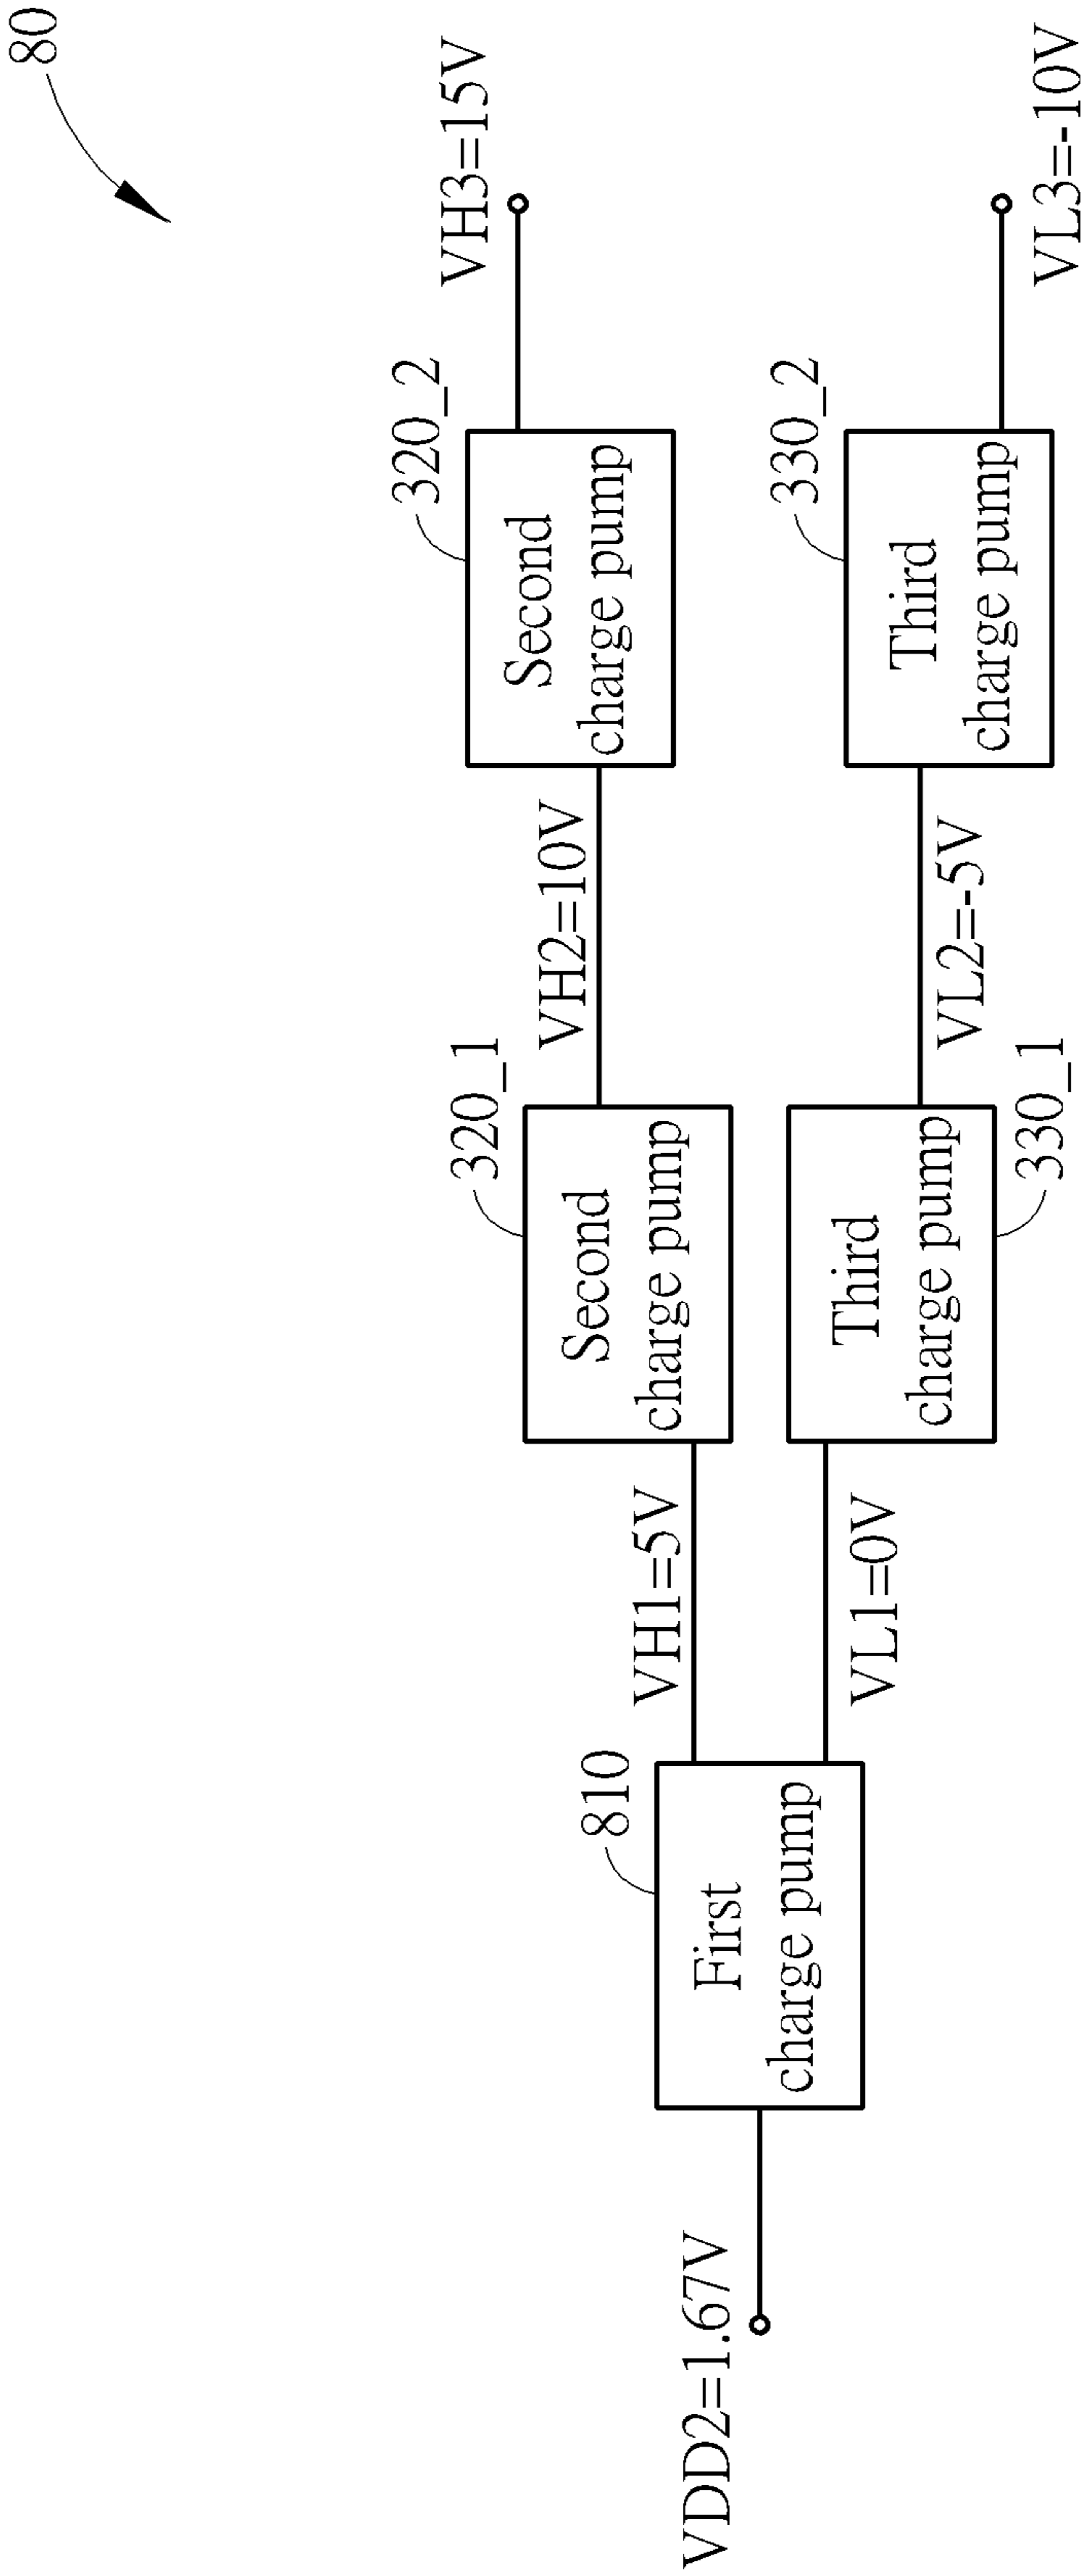 80
VDD2=1.67V
810
First
charge pump
VH1=5V
VL1=0V
320_1
Second
charge pump
VH2=10V
320_2
Second
charge pump
VH3=15V
Third
charge pump
330_1
VL2=-5V
330_2
Third
charge pump
VL3=-10V